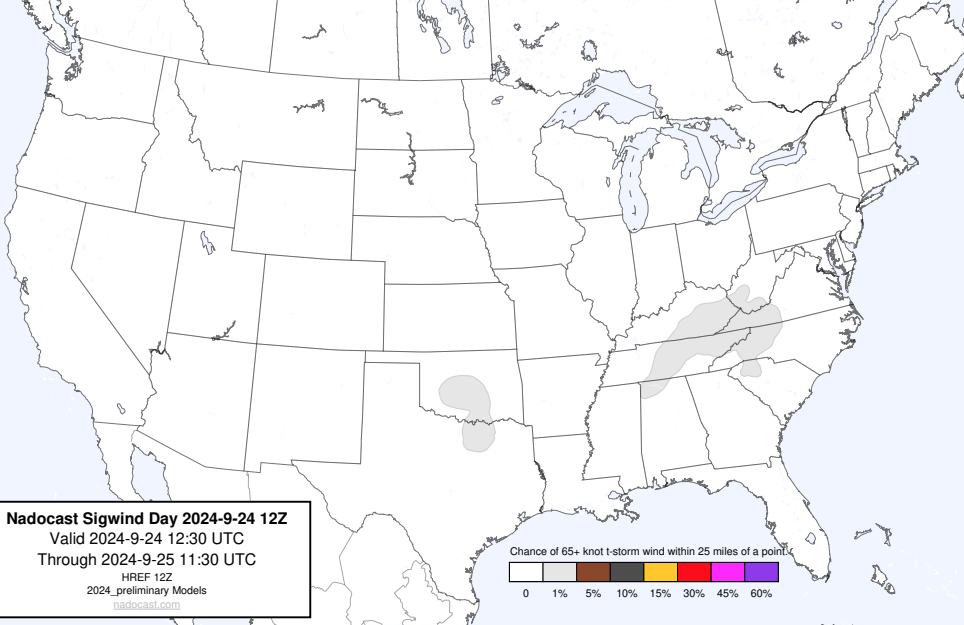 Nadocast Sigwind Day 2024-9-24 12Z
Valid 2024-9-24 12:30 UTC
Through 2024-9-25 11:30 UTC
HREF 12Z
2024_preliminary Models
nadocast.com
Chance of 65+ knot t-storm wind within 25 miles of a point.
0 1% 5% 10% 15% 30% 45% 60%